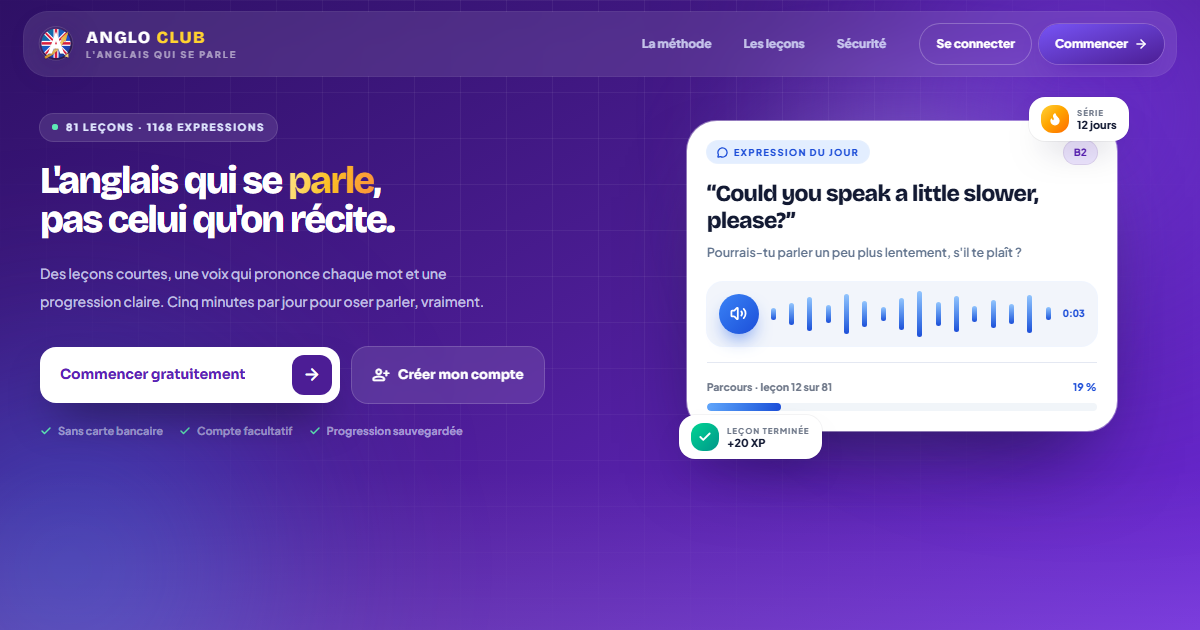 ANGLO CLUB
L'ANGLAIS QUI SE PARLE
La méthode
Les leçons
Sécurité
Se connecter
Commencer →
81 LEÇONS · 1168 EXPRESSIONS
L'anglais qui se parle,
pas celui qu'on récite.
Des leçons courtes, une voix qui prononce chaque mot et une
progression claire. Cinq minutes par jour pour oser parler, vraiment.
Commencer gratuitement →
Créer mon compte
Sans carte bancaire
Compte facultatif
Progression sauvegardée
SÉRIE
12 jours
EXPRESSION DU JOUR
B2
“Could you speak a little slower,
please?”
Pourrais-tu parler un peu plus lentement, s'il te plaît ?
0:03
Parcours · leçon 12 sur 81
19 %
LEÇON TERMINÉE
+20 XP